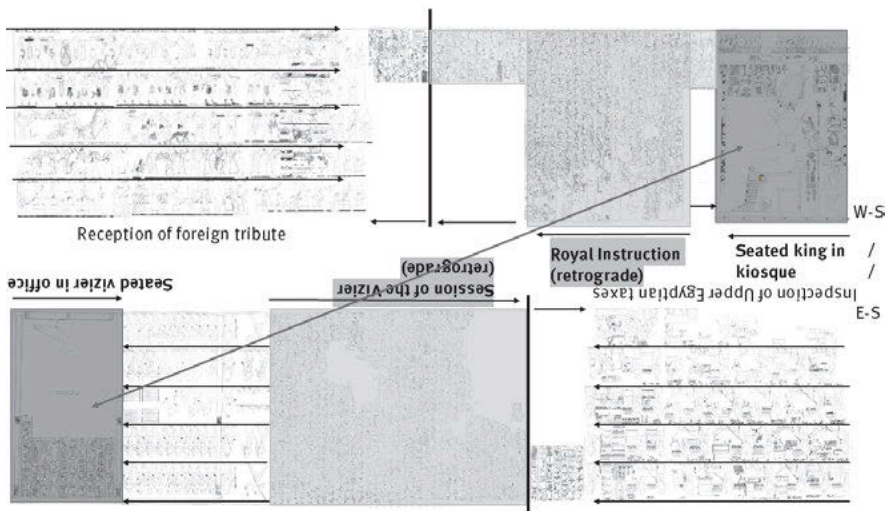 W-S
Reception of foreign tribute
Royal Instruction
(retrograde)
Seated king in /
kiosque /
Seated vizier in office
Session of the Vizier
(retrograde)
Inspection of Upper Egyptian taxes
E-S